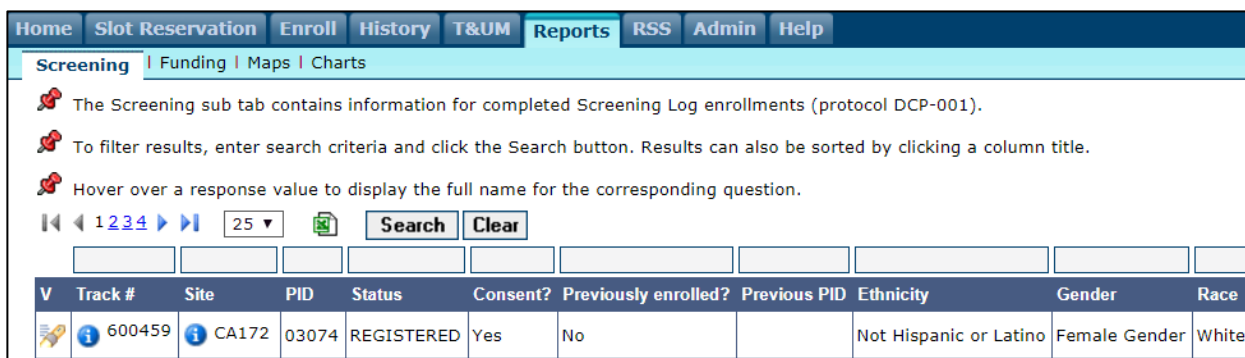 Home Slot Reservation Enroll History T&UM Reports RSS Admin Help
Screening | Funding | Maps | Charts
The Screening sub tab contains information for completed Screening Log enrollments (protocol DCP-001).
To filter results, enter search criteria and click the Search button. Results can also be sorted by clicking a column title.
Hover over a response value to display the full name for the corresponding question.
1 2 3 4 25 Search Clear
V Track # Site PID Status Consent? Previously enrolled? Previous PID Ethnicity Gender Race
600459 CA172 03074 REGISTERED Yes No Not Hispanic or Latino Female Gender White